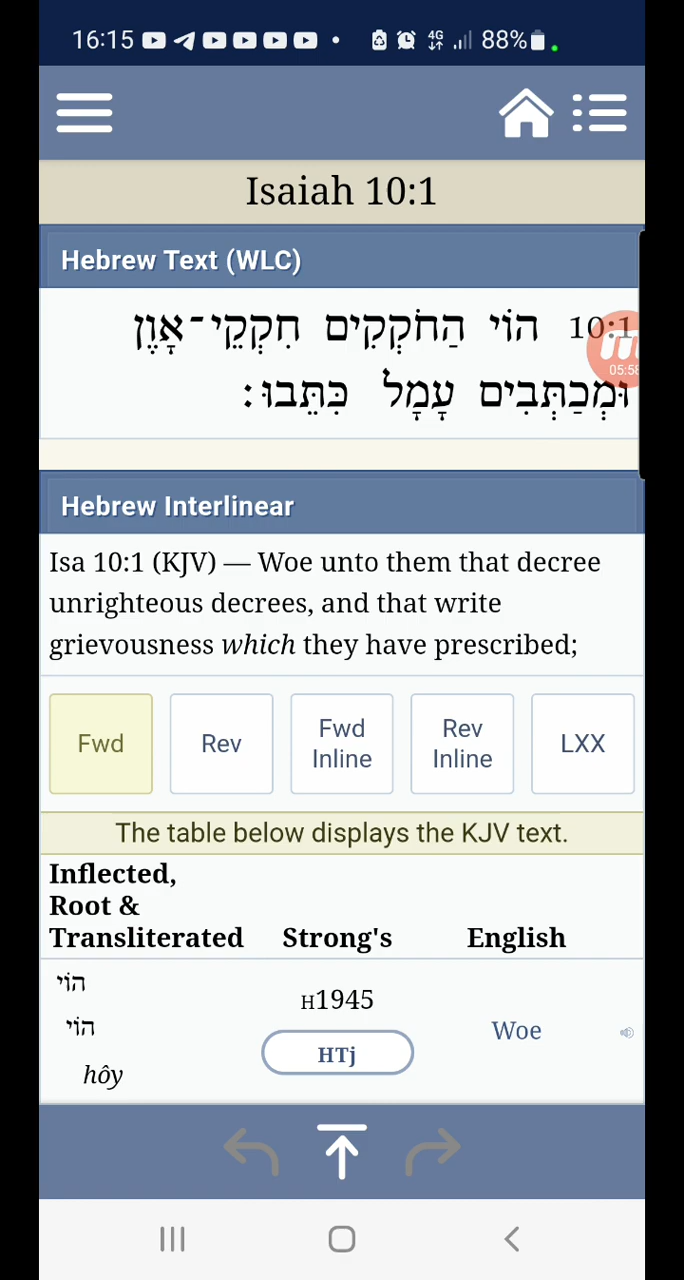 16:15 4G 88%
Isaiah 10:1
Hebrew Text (WLC)
10:1 הוֹי הַחֹקְקִים חִקְקֵי־אָוֶן
וּמְכַתְּבִים עָמָל כִּתֵּבוּ׃
05:58
Hebrew Interlinear
Isa 10:1 (KJV) — Woe unto them that decree
unrighteous decrees, and that write
grievousness which they have prescribed;
Fwd Rev Fwd Inline Rev Inline LXX
The table below displays the KJV text.
Inflected,
Root &
Transliterated Strong's English
הוֹי
H1945
הוֹי
Woe
HTj
hôy